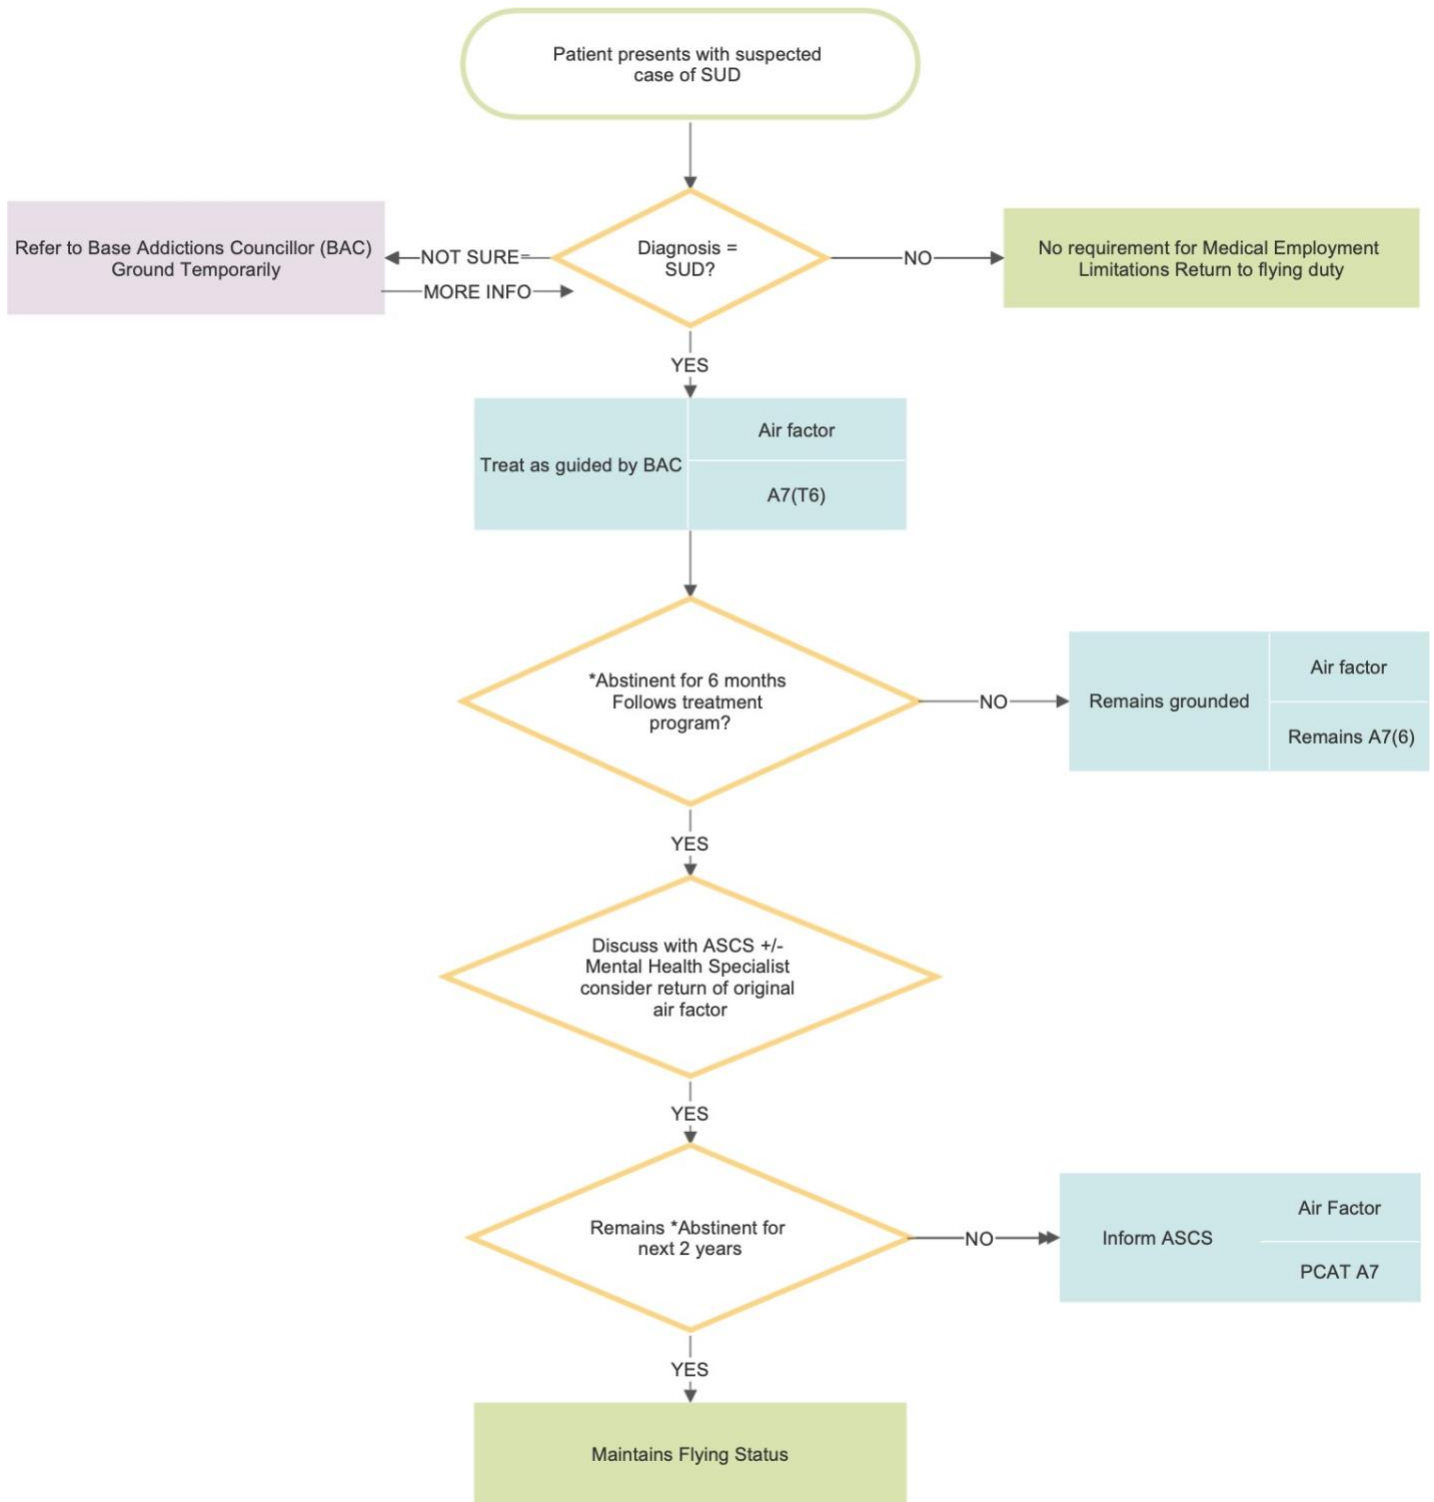 Patient presents with suspected
case of SUD
Refer to Base Addictions Councillor (BAC)
Ground Temporarily
NOT SURE
MORE INFO
Diagnosis =
SUD?
NO
No requirement for Medical Employment
Limitations Return to flying duty
YES
Treat as guided by BAC
Air factor
A7(T6)
*Abstinent for 6 months
Follows treatment
program?
NO
Remains grounded
Air factor
Remains A7(6)
YES
Discuss with ASCS +/-
Mental Health Specialist
consider return of original
air factor
YES
Remains *Abstinent for
next 2 years
NO
Inform ASCS
Air Factor
PCAT A7
YES
Maintains Flying Status